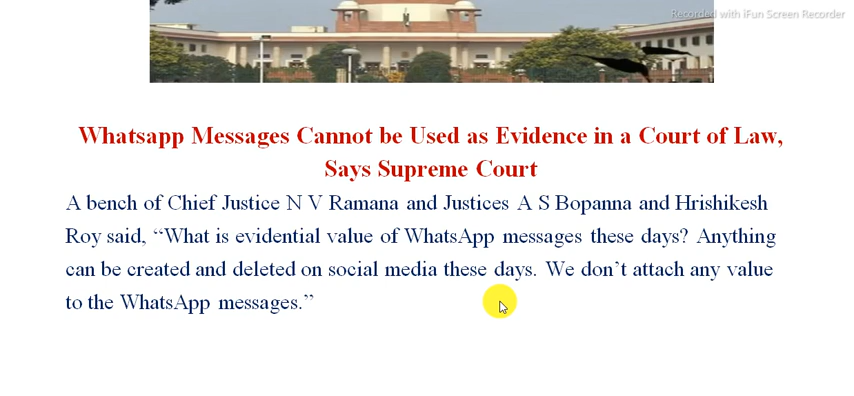 Recorded with iFun Screen Recorder
Whatsapp Messages Cannot be Used as Evidence in a Court of Law,
Says Supreme Court
A bench of Chief Justice N V Ramana and Justices A S Bopanna and Hrishikesh
Roy said, “What is evidential value of WhatsApp messages these days? Anything
can be created and deleted on social media these days. We don’t attach any value
to the WhatsApp messages.”